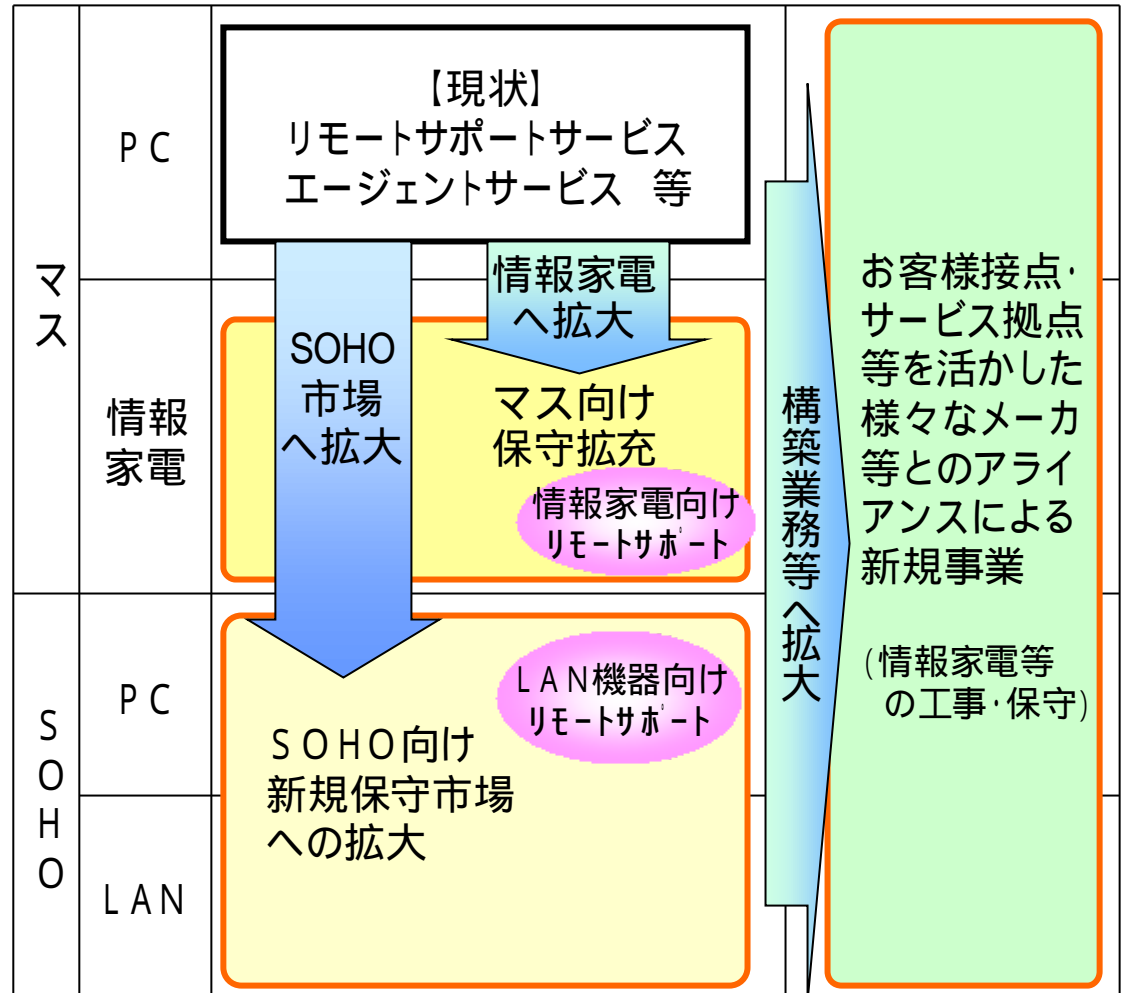 マス
ＰＣ
【現状】
リモートサポートサービス
エージェントサービス 等
情報家電
へ拡大
SOHO
市場
へ拡大
情報
家電
マス向け
保守拡充
情報家電向け
ﾘﾓｰﾄｻﾎﾟｰﾄ
ＳＯＨＯ
ＰＣ
ＬＡＮ機器向け
ﾘﾓｰﾄｻﾎﾟｰﾄ
ＳＯＨＯ向け
新規保守市場
への拡大
ＬＡＮ
構築業務等へ拡大
お客様接点・
サービス拠点
等を活かした
様々なメーカ
等とのアライ
アンスによる
新規事業
(情報家電等
の工事・保守)